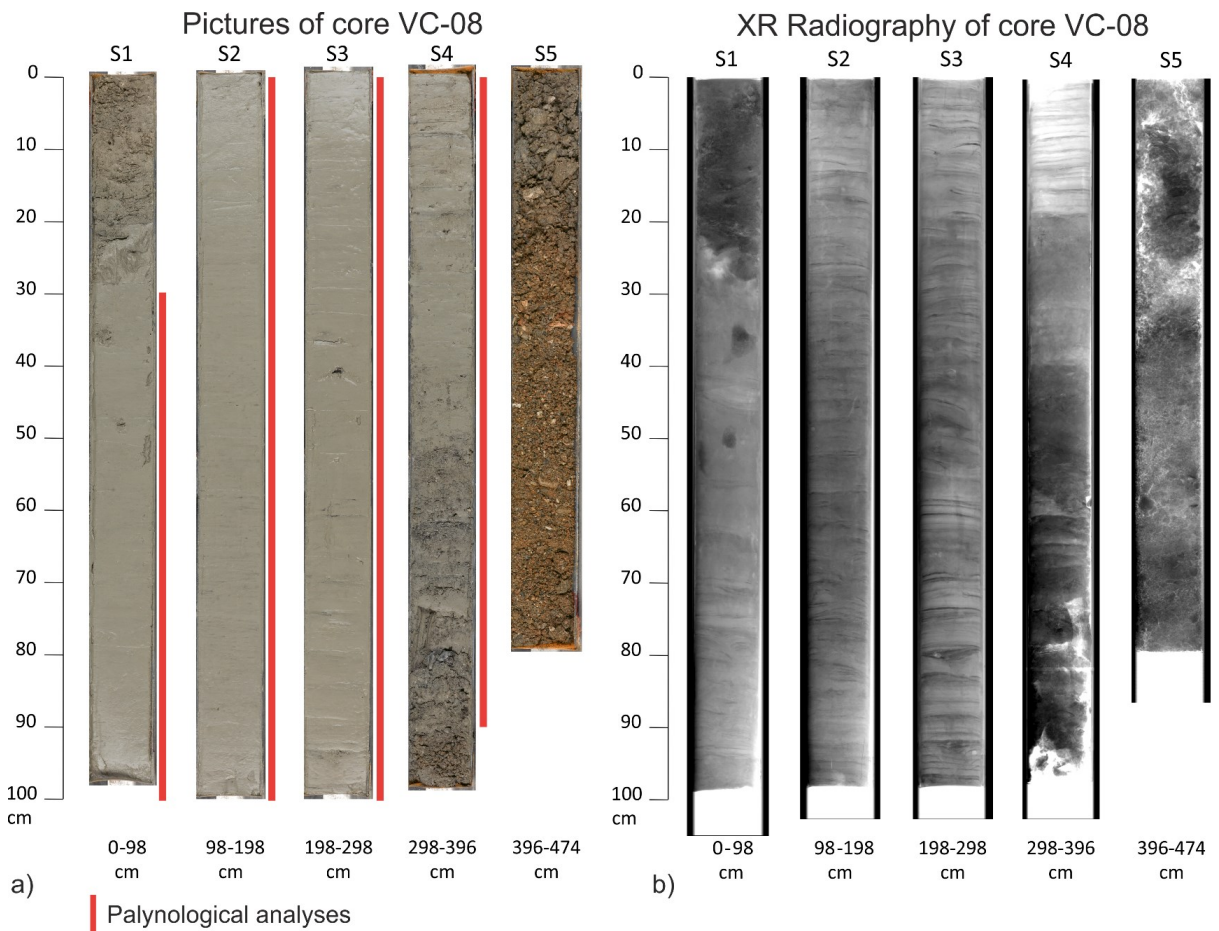 Pictures of core VC-08
S1 S2 S3 S4 S5
0
10
20
30
40
50
60
70
80
90
100
cm
0-98 98-198 198-298 298-396 396-474
cm cm cm cm cm
a)
Palynological analyses
XR Radiography of core VC-08
S1 S2 S3 S4 S5
0
10
20
30
40
50
60
70
80
90
100
cm
0-98 98-198 198-298 298-396 396-474
cm cm cm cm cm
b)